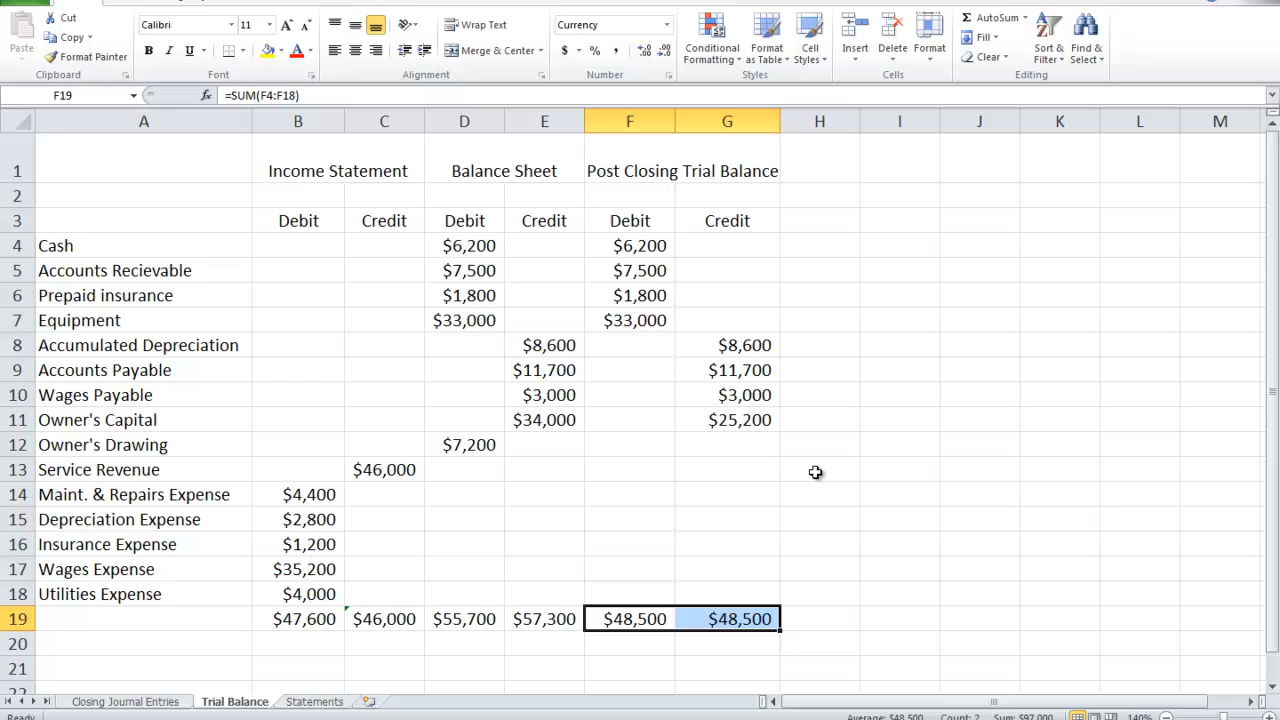 Cut
Calibri 11 A A
Wrap Text
Currency
Σ AutoSum
Paste
Copy
Fill
Format Painter
B I U A
Merge & Center
$ % ,
Conditional Formatting
Format as Table
Cell Styles
Insert
Delete
Format
Clear
Sort & Filter
Find & Select
Clipboard
Font
Alignment
Number
Styles
Cells
Editing
F19 fx =SUM(F4:F18)
A B C D E F G H I J K L M
1 Income Statement Balance Sheet Post Closing Trial Balance
2
3 Debit Credit Debit Credit Debit Credit
4 Cash $6,200 $6,200
5 Accounts Recievable $7,500 $7,500
6 Prepaid insurance $1,800 $1,800
7 Equipment $33,000 $33,000
8 Accumulated Depreciation $8,600 $8,600
9 Accounts Payable $11,700 $11,700
10 Wages Payable $3,000 $3,000
11 Owner's Capital $34,000 $25,200
12 Owner's Drawing $7,200
13 Service Revenue $46,000
14 Maint. & Repairs Expense $4,400
15 Depreciation Expense $2,800
16 Insurance Expense $1,200
17 Wages Expense $35,200
18 Utilities Expense $4,000
19 $47,600 $46,000 $55,700 $57,300 $48,500 $48,500
20
21
22
Closing Journal Entries Trial Balance Statements
Ready Average: $48,500 Count: 2 Sum: $97,000 140%